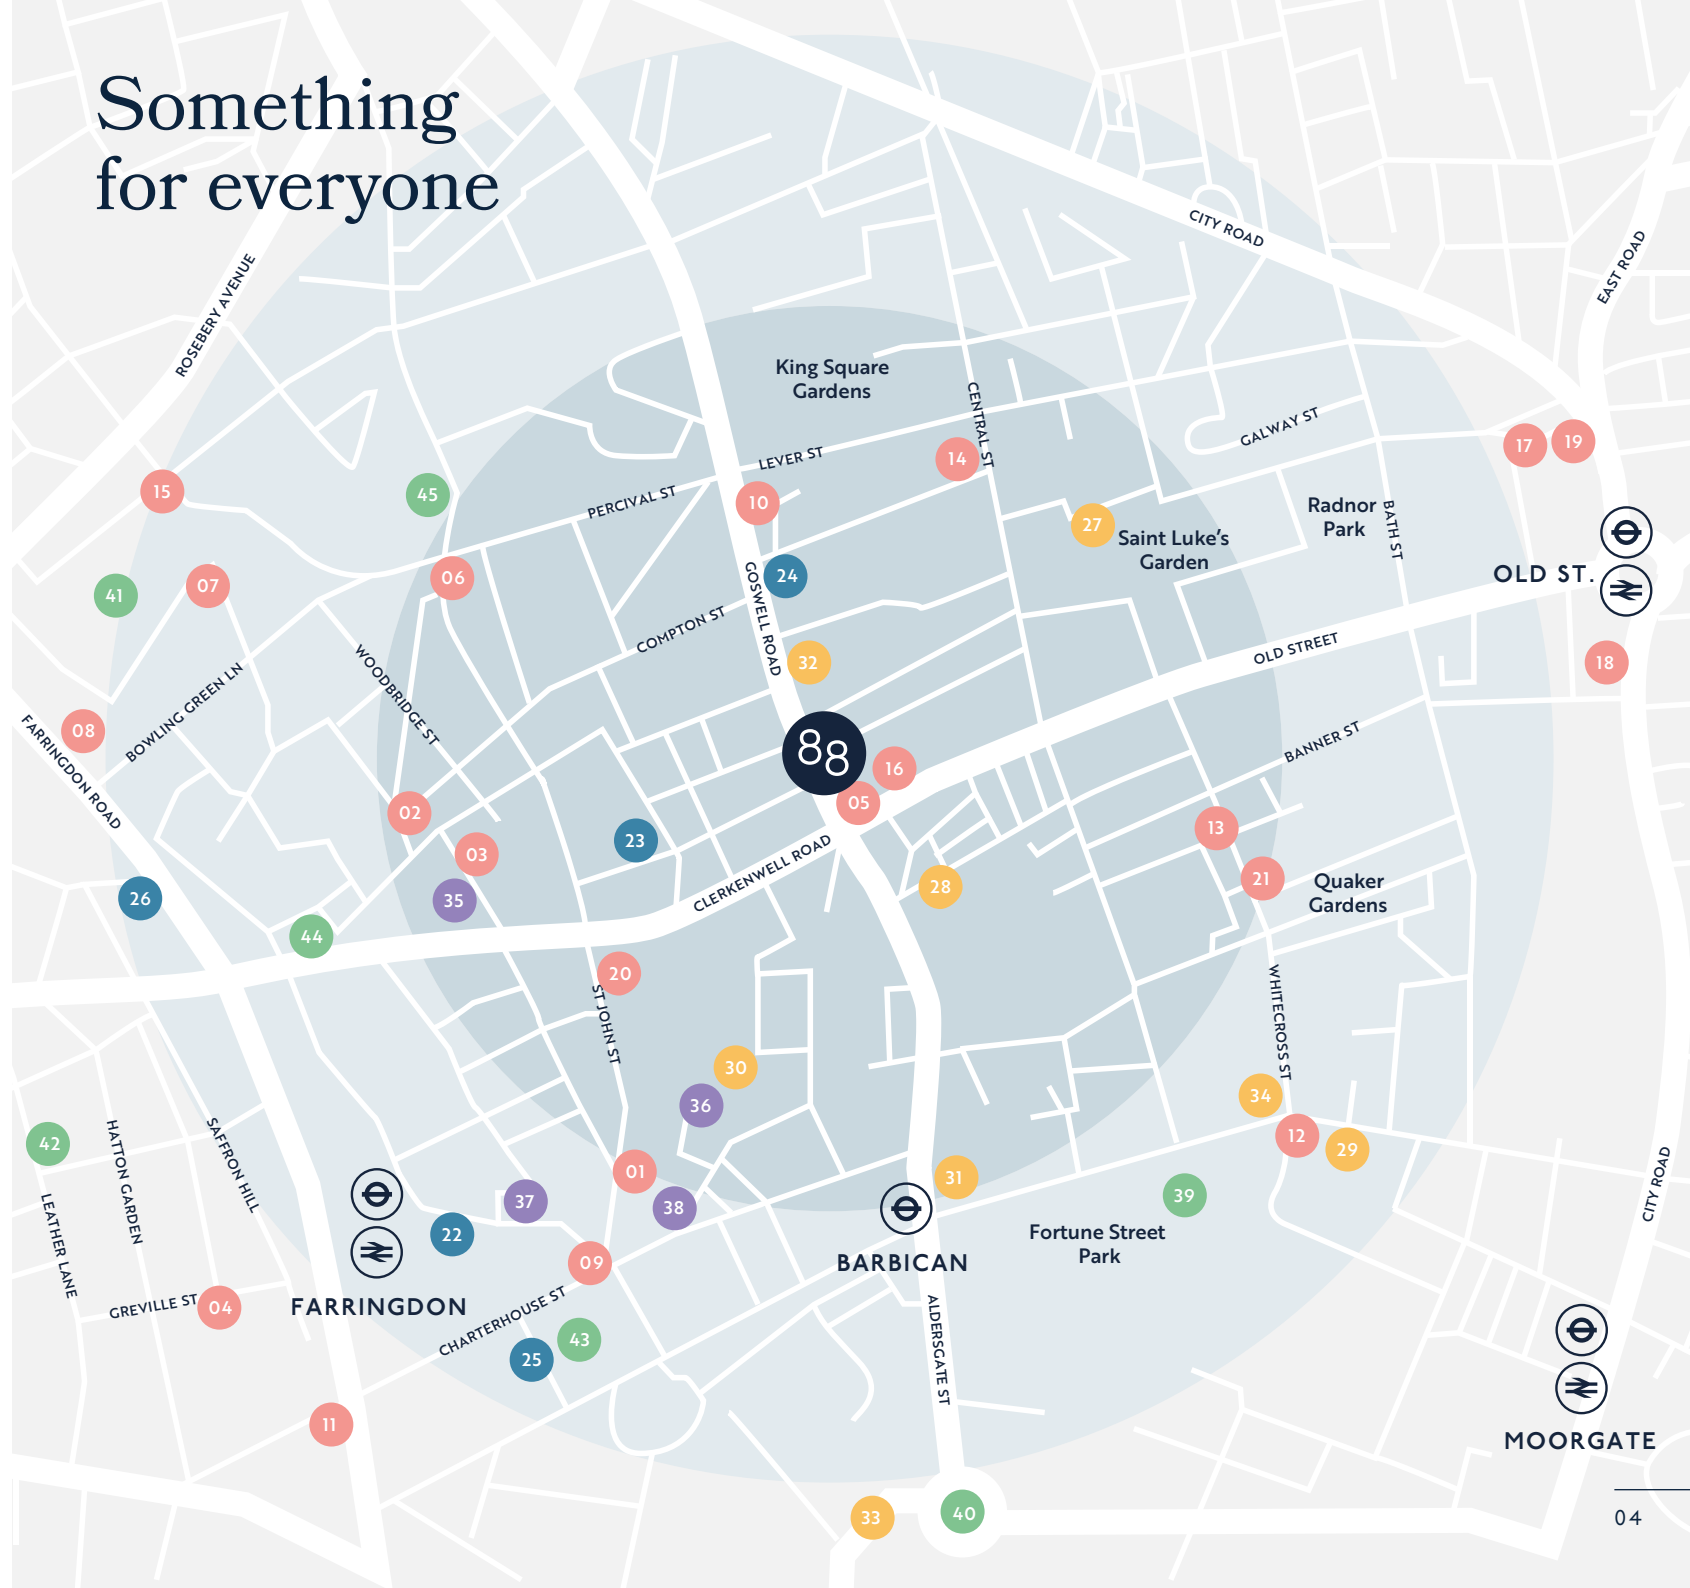 Something
for everyone
CITY ROAD
EAST ROAD
ROSEBERY AVENUE
King Square
Gardens
CENTRAL ST
GALWAY ST
LEVER ST
14
17
19
15
45
PERCIVAL ST
10
27
Saint Luke's
Garden
Radnor
Park
BATH ST
OLD ST.
41
07
06
24
GOSWELL ROAD
COMPTON ST
32
OLD STREET
18
WOODBRIDGE ST
BOWLING GREEN LN
08
FARRINGDON ROAD
88
16
05
BANNER ST
02
03
23
13
CLERKENWELL ROAD
26
35
28
21
Quaker
Gardens
44
20
ST JOHN ST
WHITECROSS ST
30
36
34
12
29
42
HATTON GARDEN
SAFFRON HILL
LEATHER LANE
01
37
38
31
39
CITY ROAD
22
Fortune Street
Park
BARBICAN
09
GREVILLE ST
04
FARRINGDON
CHARTERHOUSE ST
43
25
ALDERSGATE ST
11
MOORGATE
33
40
04